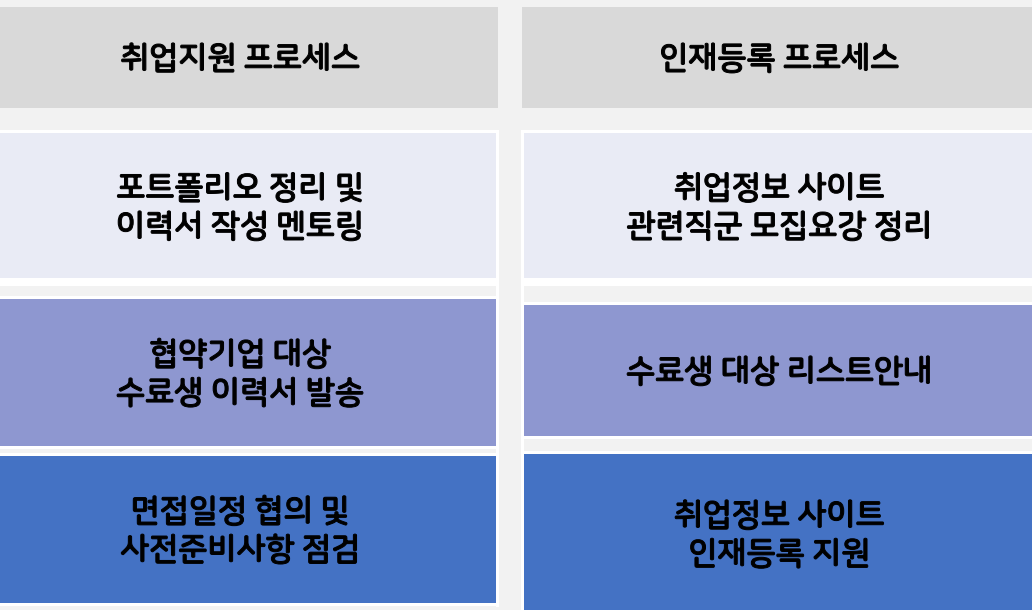 취업지원 프로세스
포트폴리오 정리 및
이력서 작성 멘토링
협약기업 대상
수료생 이력서 발송
면접일정 협의 및
사전준비사항 점검
인재등록 프로세스
취업정보 사이트
관련직군 모집요강 정리
수료생 대상 리스트안내
취업정보 사이트
인재등록 지원